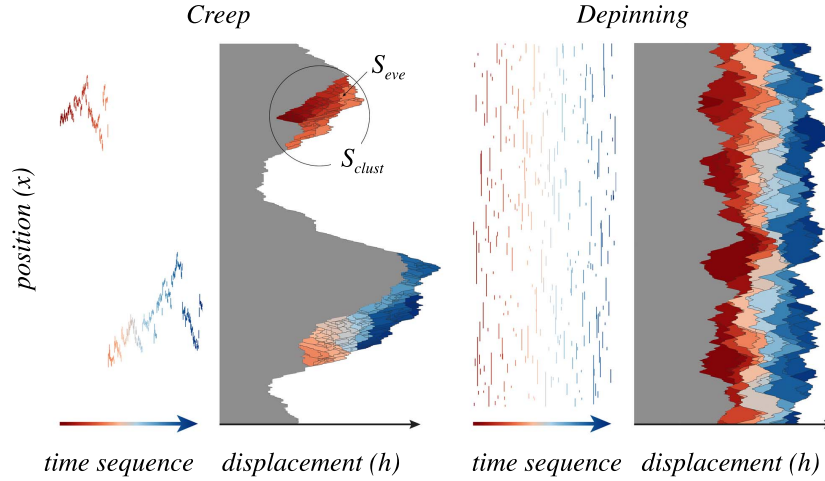 Creep
Depinning
S_eve
S_clust
position (x)
time sequence
displacement (h)
time sequence
displacement (h)